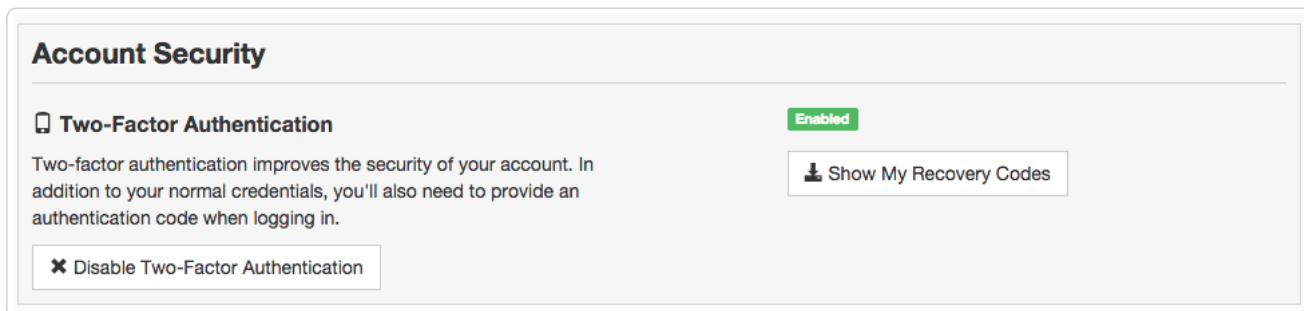 Account Security
Two-Factor Authentication
Enabled
Two-factor authentication improves the security of your account. In
addition to your normal credentials, you'll also need to provide an
authentication code when logging in.
Show My Recovery Codes
Disable Two-Factor Authentication